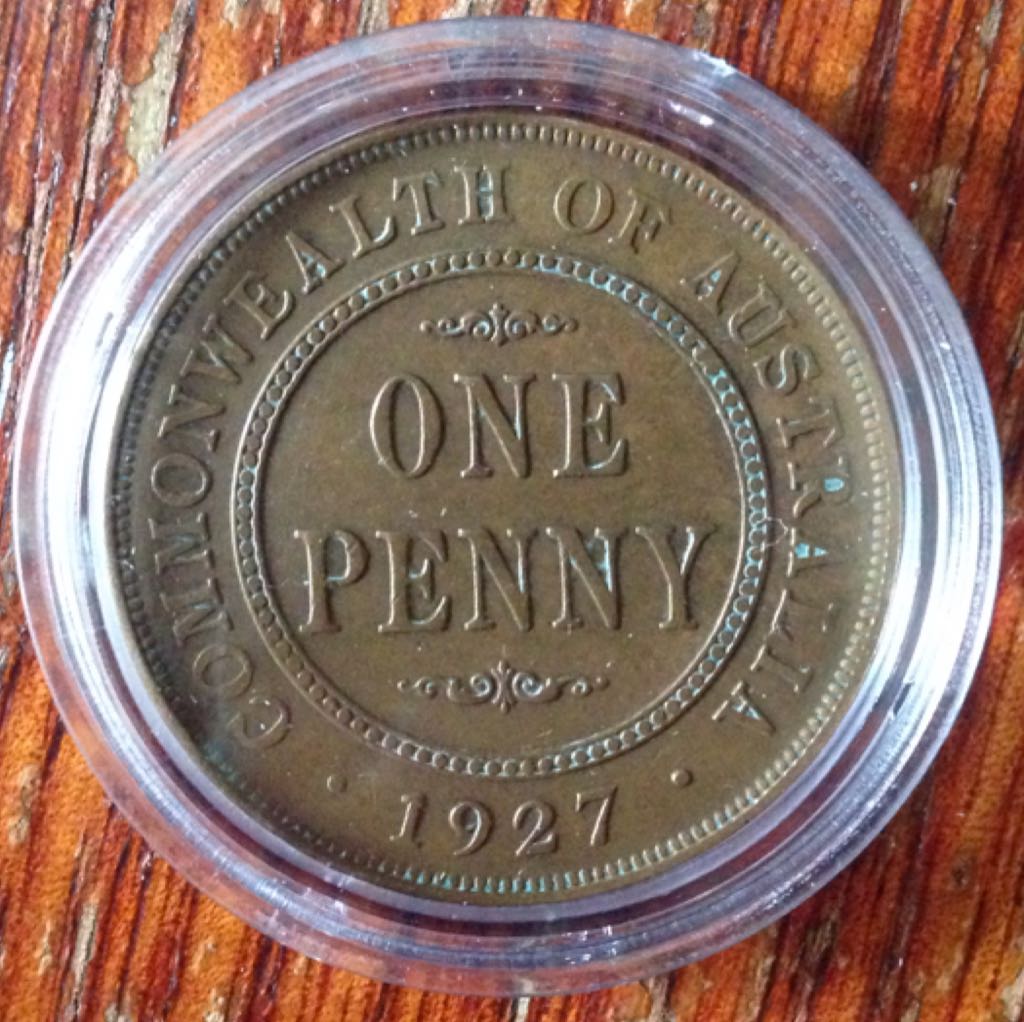 COMMONWEALTH OF AUSTRALIA
ONE
PENNY
· 1927 ·